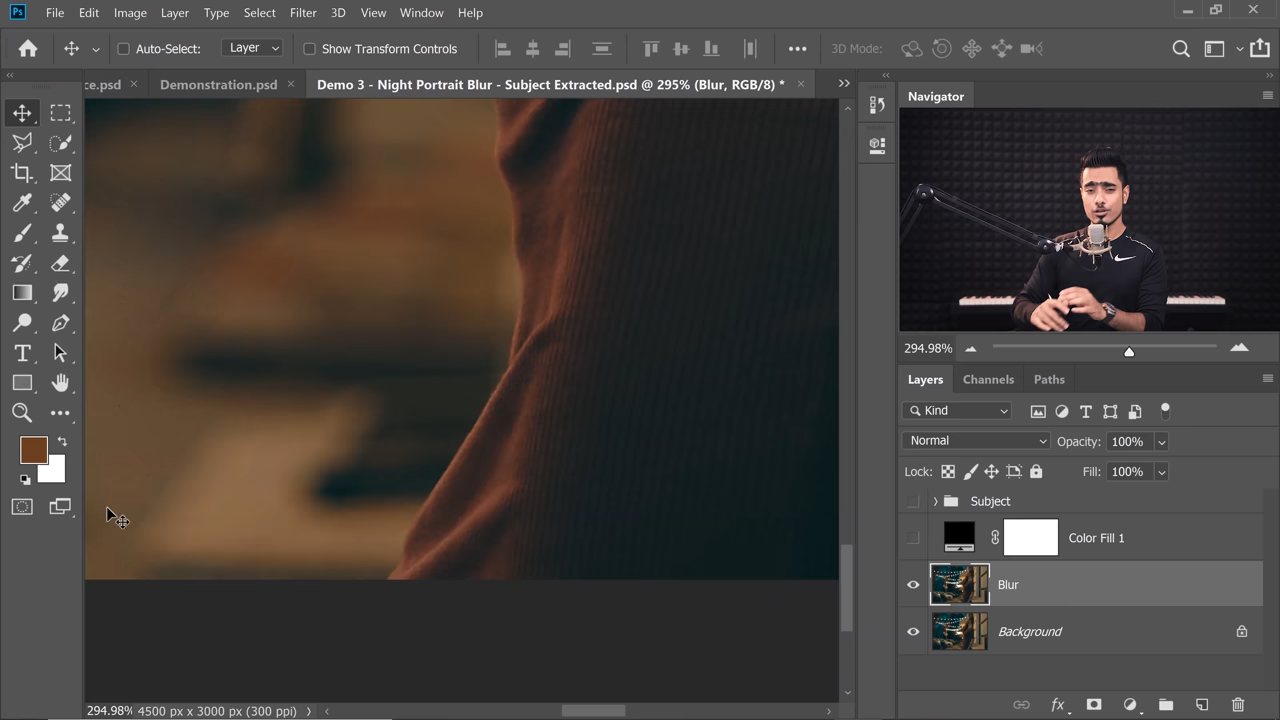 Ps File Edit Image Layer Type Select Filter 3D View Window Help
Auto-Select: Layer Show Transform Controls ••• 3D Mode:
ce.psd × Demonstration.psd × Demo 3 - Night Portrait Blur - Subject Extracted.psd @ 295% (Blur, RGB/8) * ×
Navigator
294.98%
Layers Channels Paths
Kind
Normal Opacity: 100%
Lock: Fill: 100%
Subject
Color Fill 1
Blur
Background
fx
294.98% 4500 px x 3000 px (300 ppi)